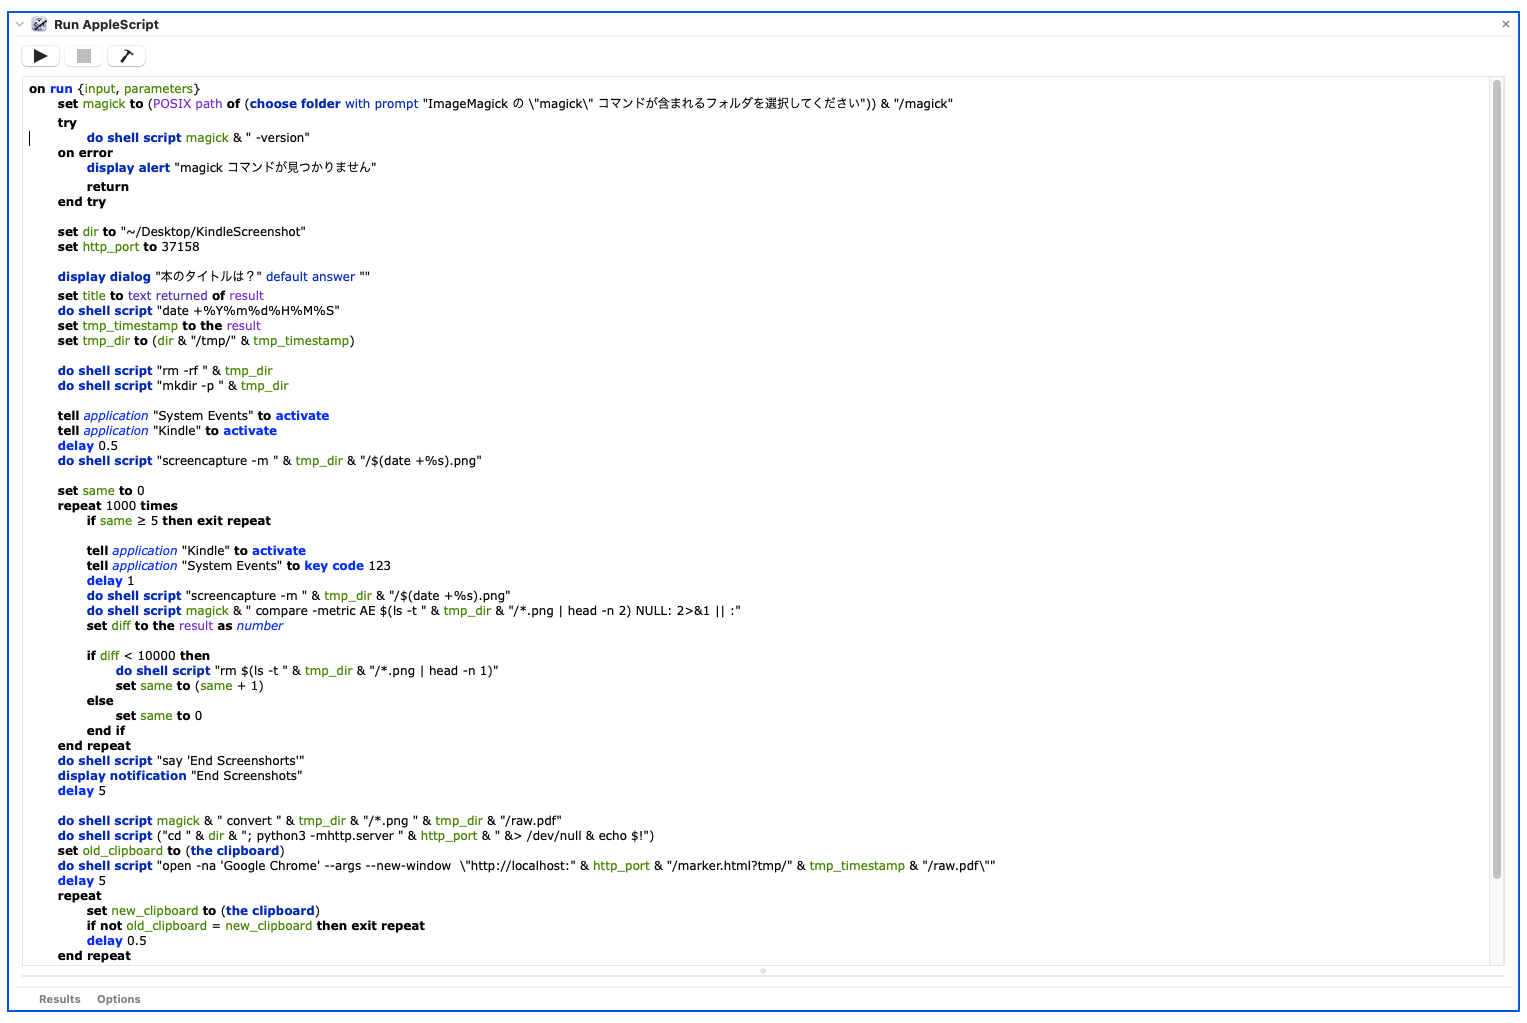 Run AppleScript
on run {input, parameters}
set magick to (POSIX path of (choose folder with prompt "ImageMagick の \"magick\" コマンドが含まれるフォルダを選択してください")) & "/magick"
try
do shell script magick & " -version"
on error
display alert "magick コマンドが見つかりません"
return
end try
set dir to "~/Desktop/KindleScreenshot"
set http_port to 37158
display dialog "本のタイトルは？" default answer ""
set title to text returned of result
do shell script "date +%Y%m%d%H%M%S"
set tmp_timestamp to the result
set tmp_dir to (dir & "/tmp/" & tmp_timestamp)
do shell script "rm -rf " & tmp_dir
do shell script "mkdir -p " & tmp_dir
tell application "System Events" to activate
tell application "Kindle" to activate
delay 0.5
do shell script "screencapture -m " & tmp_dir & "/$(date +%s).png"
set same to 0
repeat 1000 times
if same ≥ 5 then exit repeat
tell application "Kindle" to activate
tell application "System Events" to key code 123
delay 1
do shell script "screencapture -m " & tmp_dir & "/$(date +%s).png"
do shell script magick & " compare -metric AE $(ls -t " & tmp_dir & "/*.png | head -n 2) NULL: 2>&1 || :"
set diff to the result as number
if diff < 10000 then
do shell script "rm $(ls -t " & tmp_dir & "/*.png | head -n 1)"
set same to (same + 1)
else
set same to 0
end if
end repeat
do shell script "say 'End Screenshorts'"
display notification "End Screenshots"
delay 5
do shell script magick & " convert " & tmp_dir & "/*.png " & tmp_dir & "/raw.pdf"
do shell script ("cd " & dir & "; python3 -mhttp.server " & http_port & " &> /dev/null & echo $!")
set old_clipboard to (the clipboard)
do shell script "open -na 'Google Chrome' --args --new-window  \"http://localhost:" & http_port & "/marker.html?tmp/" & tmp_timestamp & "/raw.pdf\""
delay 5
repeat
set new_clipboard to (the clipboard)
if not old_clipboard = new_clipboard then exit repeat
delay 0.5
end repeat
Results Options